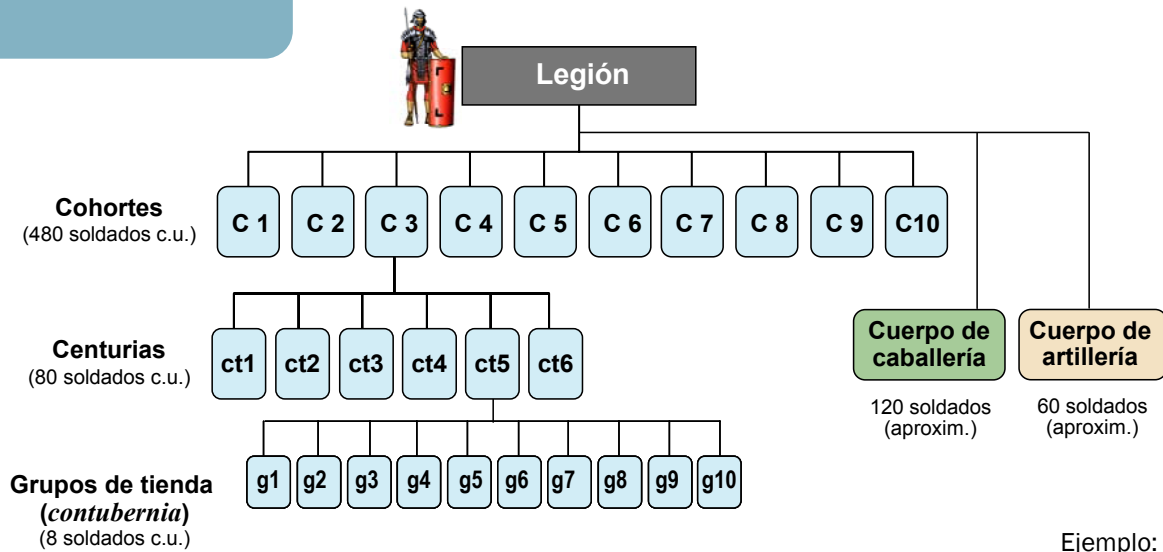 Legión
Cohortes
(480 soldados c.u.)
C 1 C 2 C 3 C 4 C 5 C 6 C 7 C 8 C 9 C10
Centurias
(80 soldados c.u.)
ct1 ct2 ct3 ct4 ct5 ct6
Cuerpo de
caballería
120 soldados
(aproxim.)
Cuerpo de
artillería
60 soldados
(aproxim.)
Grupos de tienda
(contubernia)
(8 soldados c.u.)
g1 g2 g3 g4 g5 g6 g7 g8 g9 g10
Ejemplo: